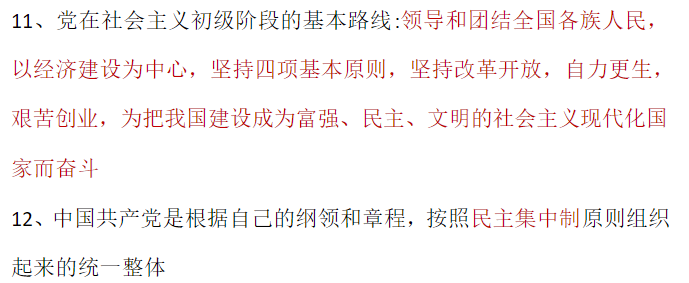 11、党在社会主义初级阶段的基本路线:领导和团结全国各族人民，
以经济建设为中心，坚持四项基本原则，坚持改革开放，自力更生，
艰苦创业，为把我国建设成为富强、民主、文明的社会主义现代化国
家而奋斗
12、中国共产党是根据自己的纲领和章程，按照民主集中制原则组织
起来的统一整体